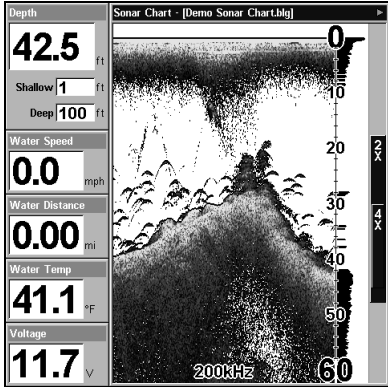 Depth
42.5 ft
Shallow 1 ft
Deep 100 ft
Water Speed
0.0 mph
Water Distance
0.00 mi
Water Temp
41.1 °F
Voltage
11.7 V
Sonar Chart - [Demo Sonar Chart.blg]
0
10
20
30
40
50
60
200kHz
2X
4X